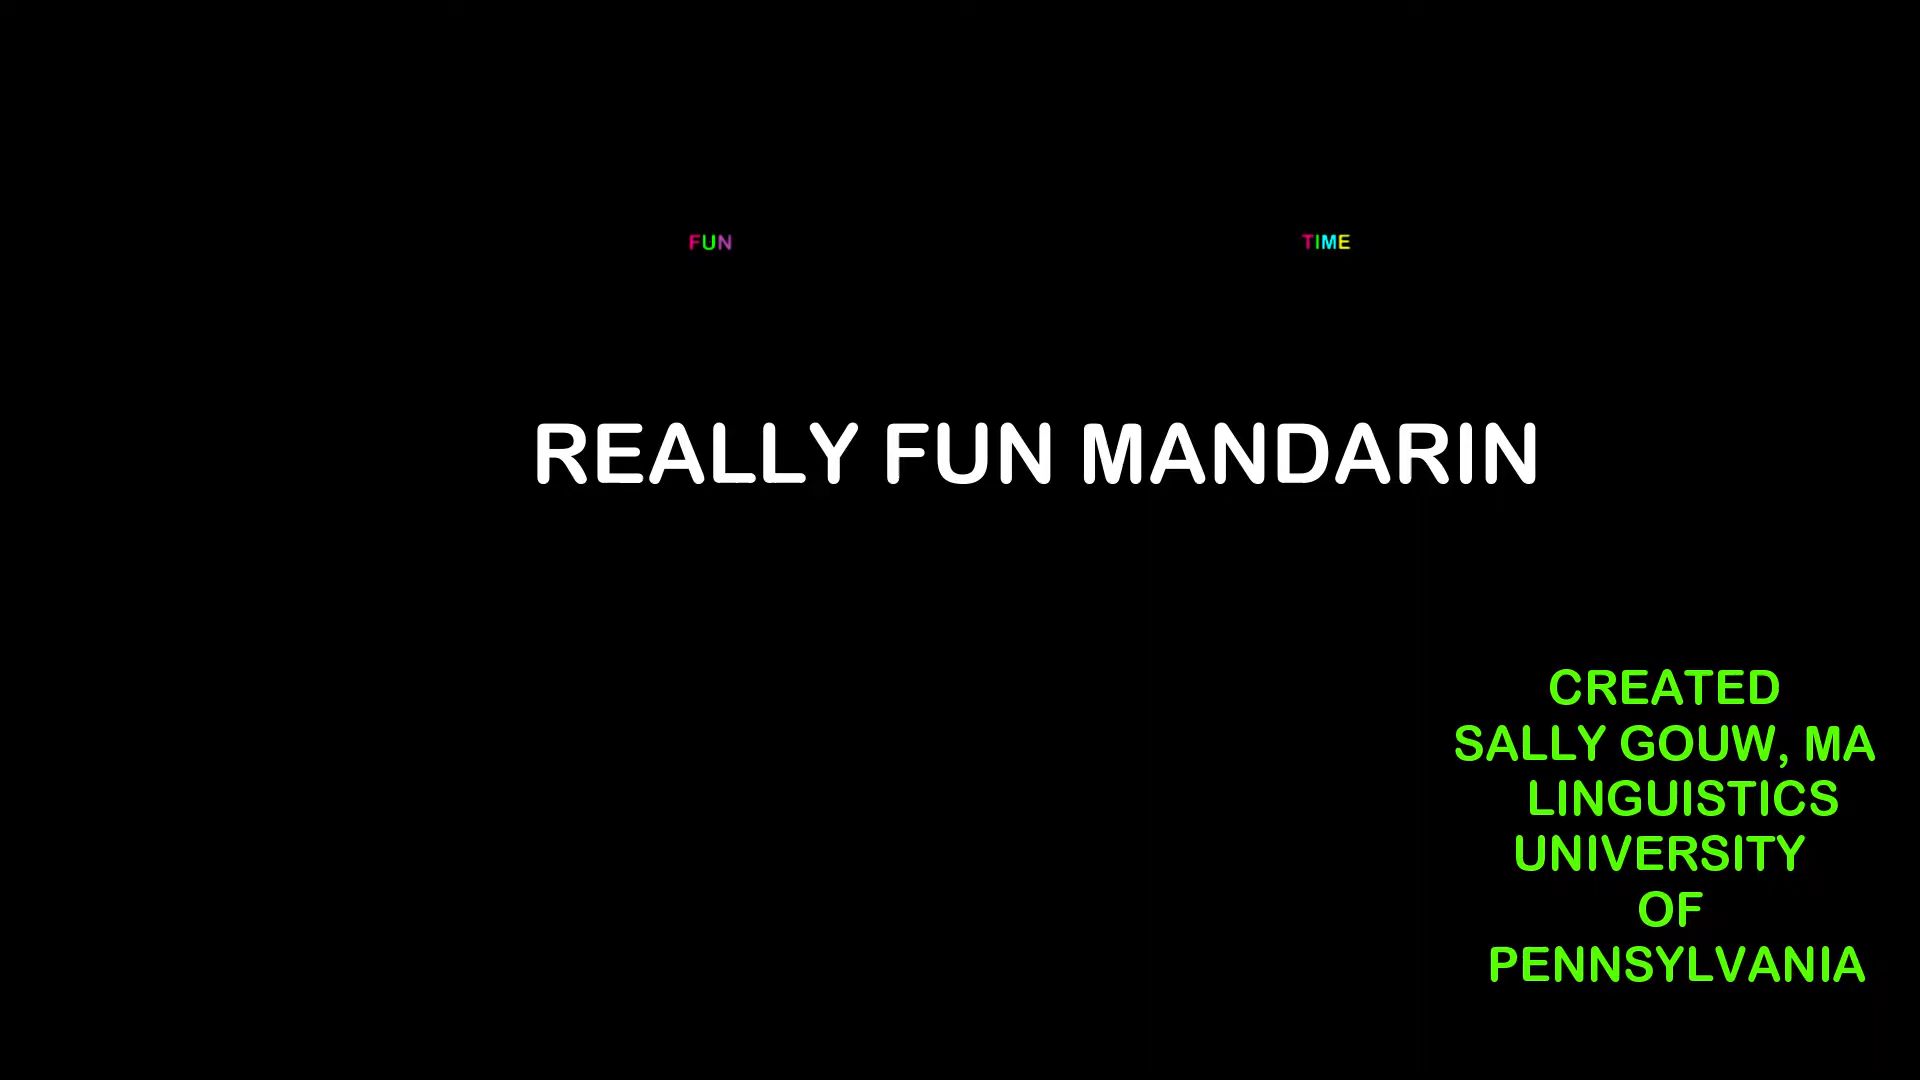 FUN TIME
REALLY FUN MANDARIN
CREATED
SALLY GOUW, MA
LINGUISTICS
UNIVERSITY
OF
PENNSYLVANIA